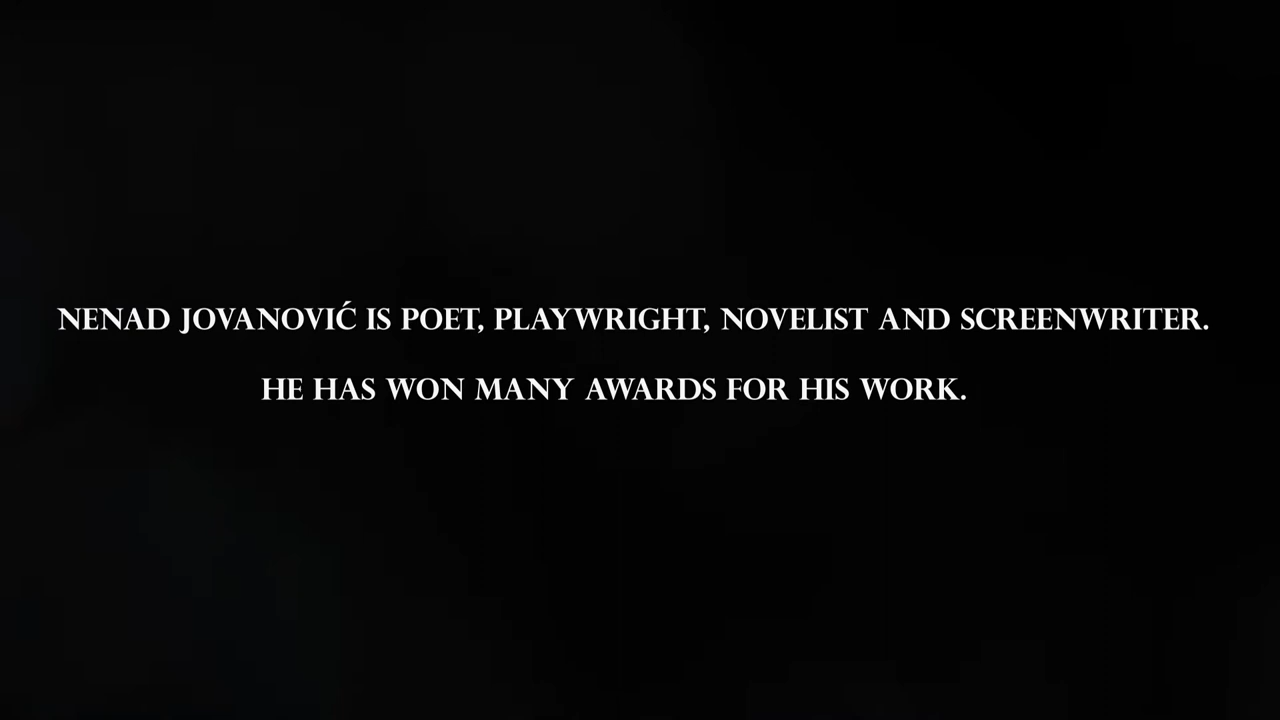 NENAD JOVANOVIĆ IS POET, PLAYWRIGHT, NOVELIST AND SCREENWRITER.
HE HAS WON MANY AWARDS FOR HIS WORK.